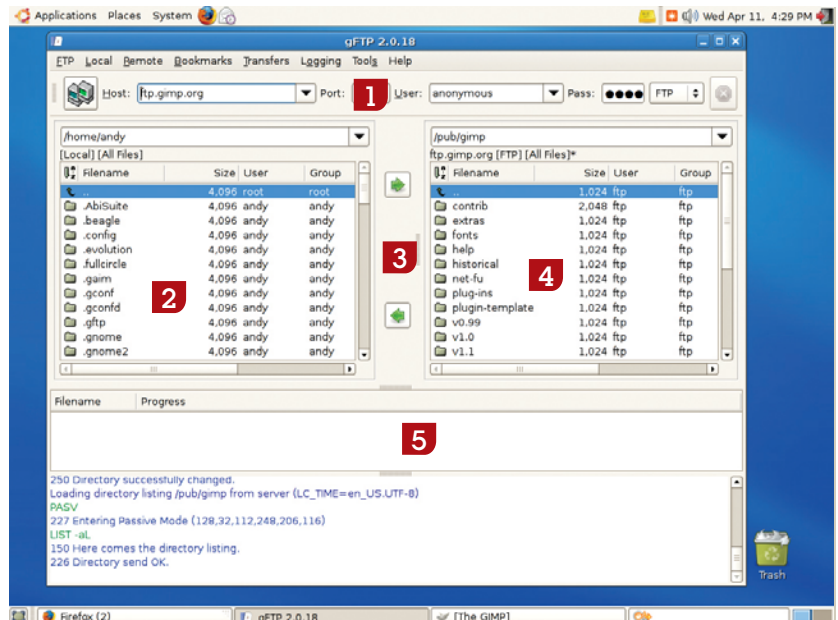 Applications Places System Wed Apr 11, 4:29 PM
gFTP 2.0.18
FTP Local Remote Bookmarks Transfers Logging Tools Help
Host: ftp.gimp.org Port: 1 User: anonymous Pass: ●●●● FTP
/home/andy
[Local] [All Files]
Filename Size User Group
.. 4,096 root root
.AbiSuite 4,096 andy andy
.beagle 4,096 andy andy
.config 4,096 andy andy
.evolution 4,096 andy andy
.fullcircle 4,096 andy andy
.gaim 4,096 andy andy
.gconf 4,096 andy andy
.gconfd 4,096 andy andy
.gftp 4,096 andy andy
.gnome 4,096 andy andy
.gnome2 4,096 andy andy
2
3
/pub/gimp
ftp.gimp.org [FTP] [All Files]*
Filename Size User Group
.. 1,024 ftp ftp
contrib 2,048 ftp ftp
extras 1,024 ftp ftp
fonts 1,024 ftp ftp
help 1,024 ftp ftp
historical 1,024 ftp ftp
net-fu 1,024 ftp ftp
plug-ins 1,024 ftp ftp
plugin-template 1,024 ftp ftp
v0.99 1,024 ftp ftp
v1.0 1,024 ftp ftp
v1.1 1,024 ftp ftp
4
Filename Progress
5
250 Directory successfully changed.
Loading directory listing /pub/gimp from server (LC_TIME=en_US.UTF-8)
PASV
227 Entering Passive Mode (128,32,112,248,206,116)
LIST -aL
150 Here comes the directory listing.
226 Directory send OK.
Trash
Firefox (2) gFTP 2.0.18 [The GIMP]